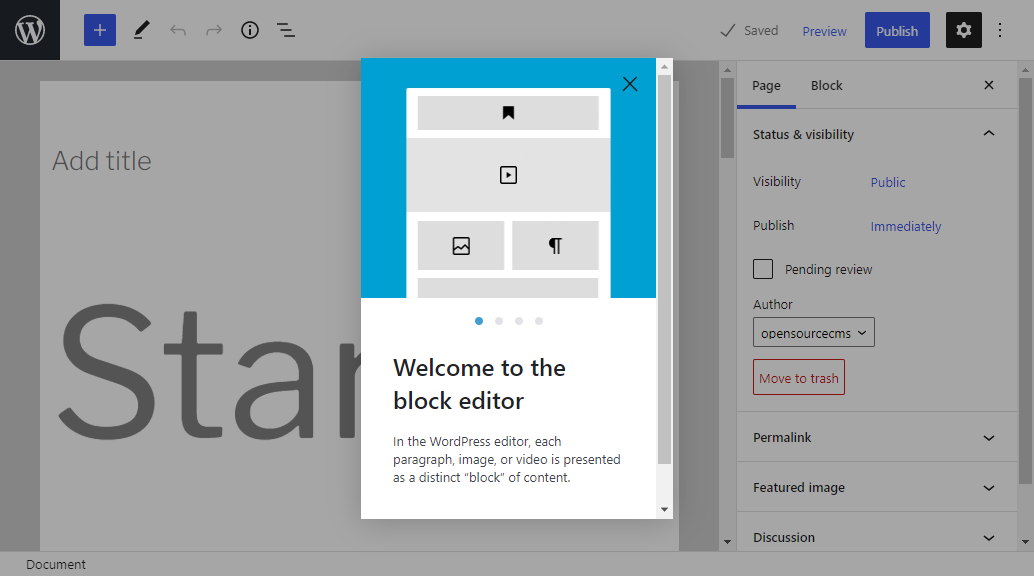 Saved
Preview
Publish
Add title
Page
Block
Status & visibility
Visibility
Public
Publish
Immediately
Pending review
Author
opensourcecms
Move to trash
Permalink
Featured image
Discussion
Welcome to the
block editor
In the WordPress editor, each
paragraph, image, or video is presented
as a distinct “block” of content.
Document